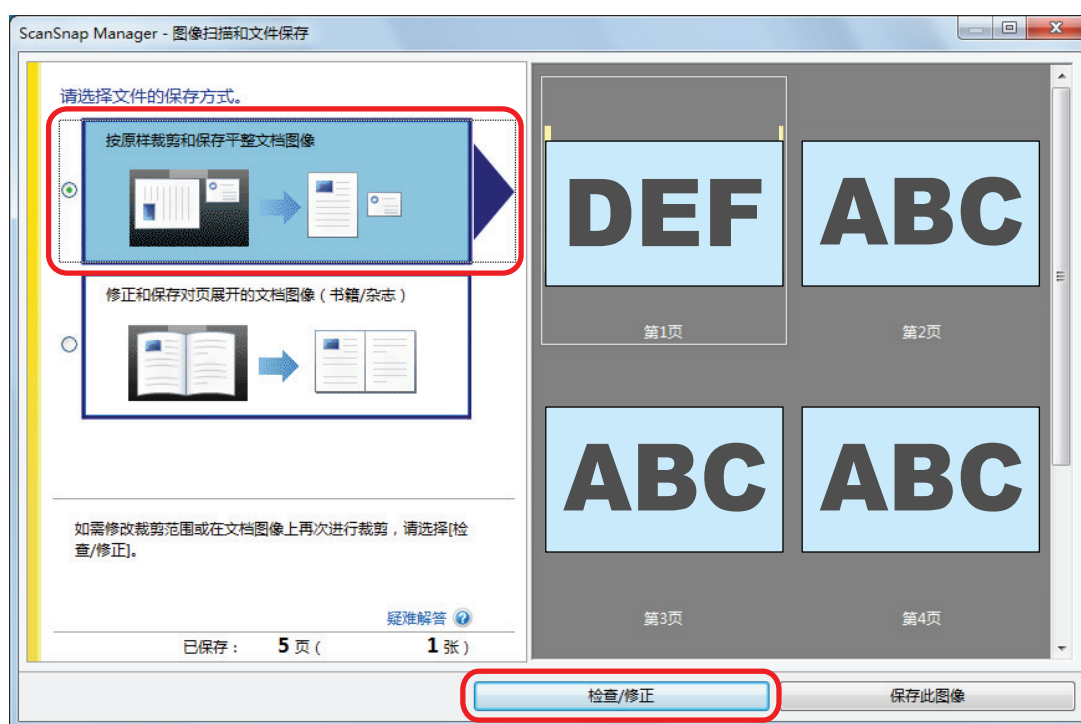 ScanSnap Manager - 图像扫描和文件保存
请选择文件的保存方式。
按原样裁剪和保存平整文档图像
修正和保存对页展开的文档图像（书籍/杂志）
如需修改裁剪范围或在文档图像上再次进行裁剪，请选择[检
查/修正]。
疑难解答
已保存： 5 页（ 1 张）
DEF
ABC
第1页
第2页
ABC
ABC
第3页
第4页
检查/修正
保存此图像